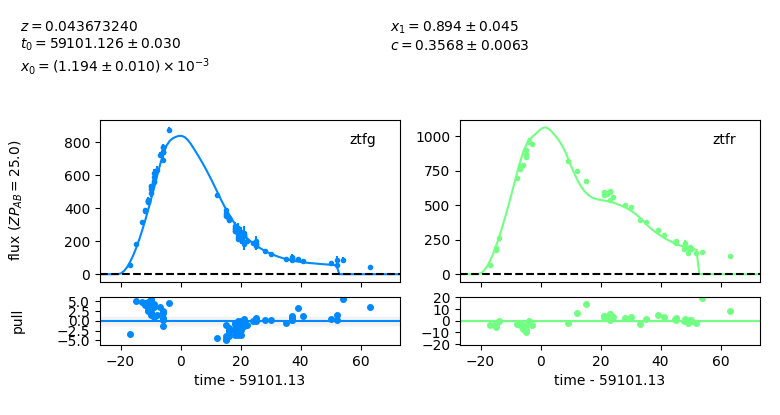 z = 0.043673240
t₀ = 59101.126 ± 0.030
x₀ = (1.194 ± 0.010) × 10⁻³
x₁ = 0.894 ± 0.045
c = 0.3568 ± 0.0063
flux (ZP_AB = 25.0)
800
600
400
200
0
ztfg
1000
750
500
250
0
ztfr
pull
5.0
2.5
0.0
−2.5
−5.0
20
10
0
−10
−20
−20 0 20 40 60
−20 0 20 40 60
time - 59101.13
time - 59101.13